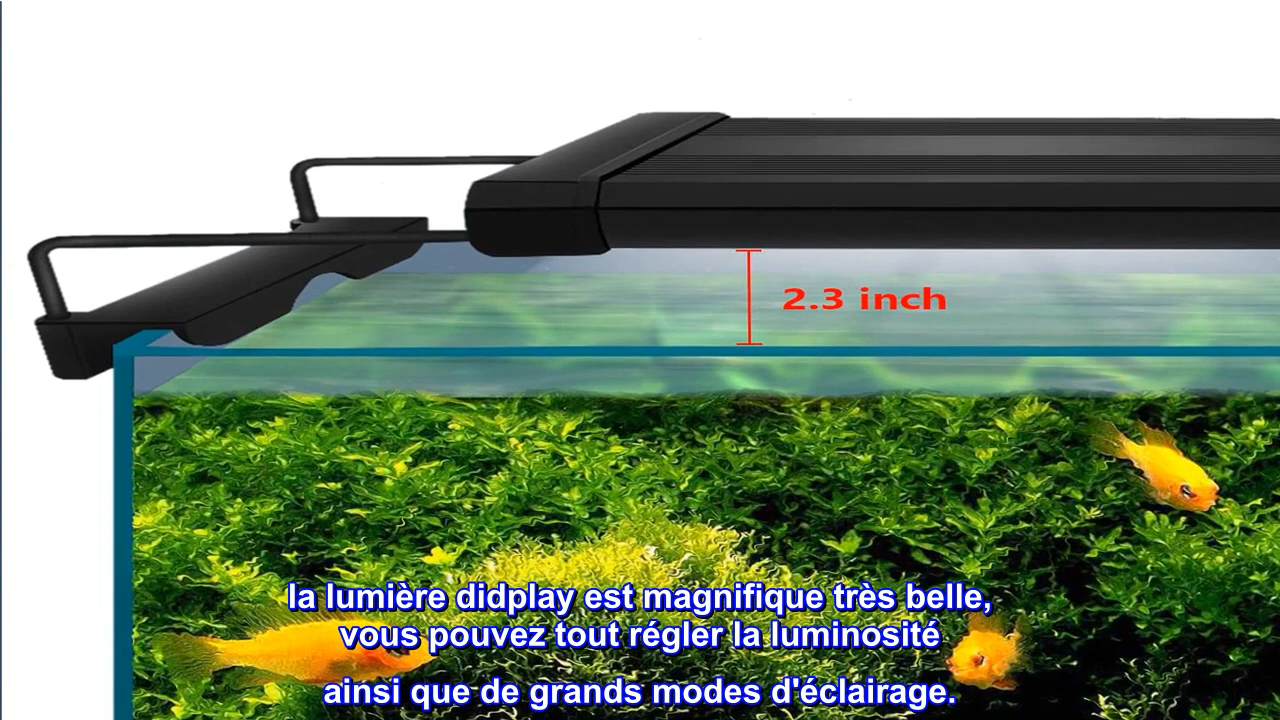 2.3 inch
la lumière didplay est magnifique très belle,
vous pouvez tout régler la luminosité
ainsi que de grands modes d'éclairage.